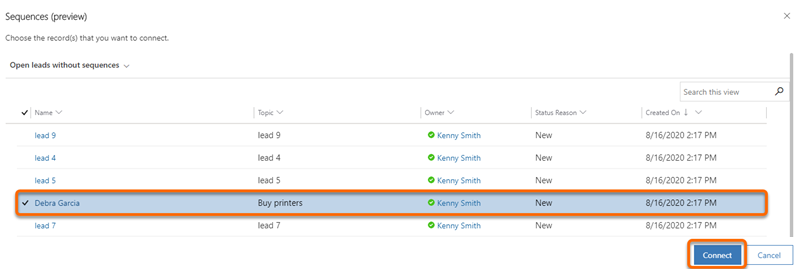 Sequences (preview)
Choose the record(s) that you want to connect.
Open leads without sequences
Search this view
Name Topic Owner Status Reason Created On
lead 9 lead 9 Kenny Smith New 8/16/2020 2:17 PM
lead 4 lead 4 Kenny Smith New 8/16/2020 2:17 PM
lead 5 lead 5 Kenny Smith New 8/16/2020 2:17 PM
Debra Garcia Buy printers Kenny Smith New 8/16/2020 2:17 PM
lead 7 lead 7 Kenny Smith New 8/16/2020 2:17 PM
Connect Cancel